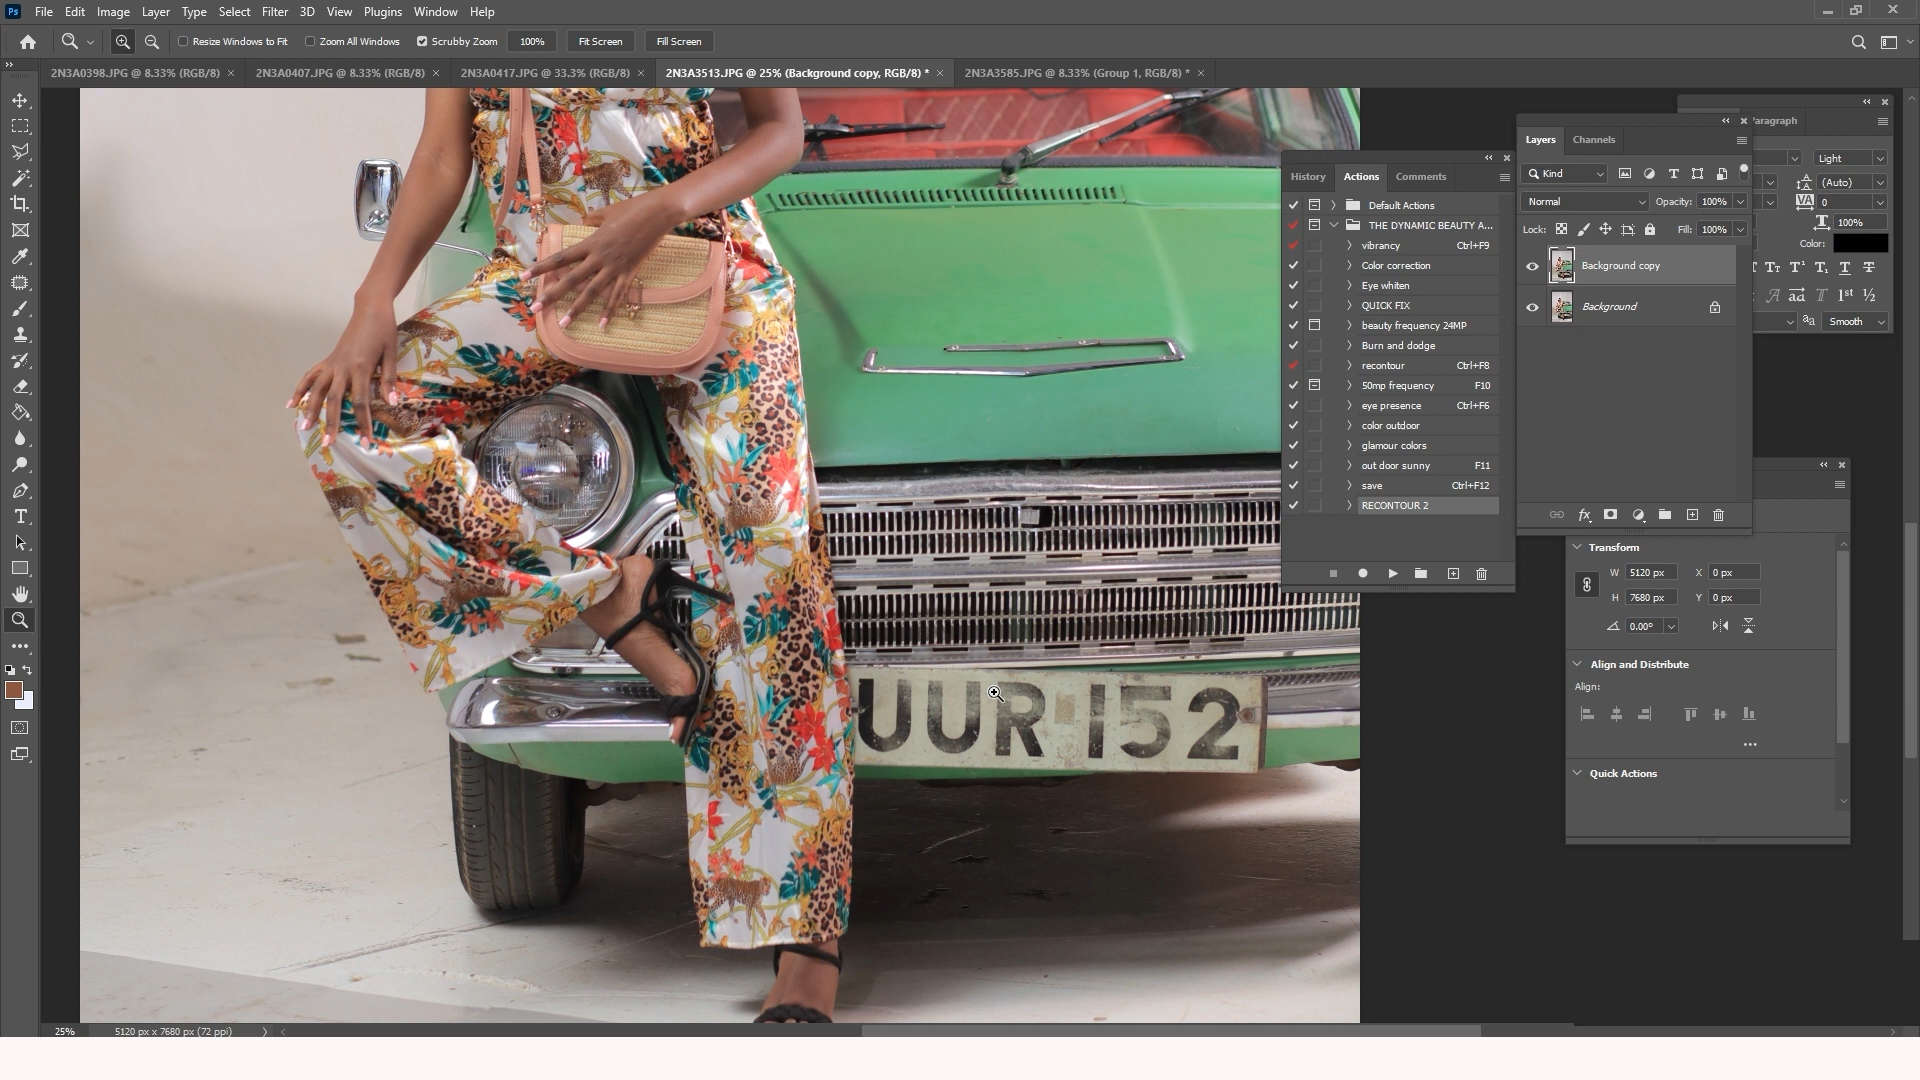 Ps File Edit Image Layer Type Select Filter 3D View Plugins Window Help
Resize Windows to Fit Zoom All Windows Scrubby Zoom 100% Fit Screen Fill Screen
2N3A0398.JPG @ 8.33% (RGB/8) 2N3A0407.JPG @ 8.33% (RGB/8) 2N3A0417.JPG @ 33.3% (RGB/8) 2N3A3513.JPG @ 25% (Background copy, RGB/8) * 2N3A3585.JPG @ 8.33% (Group 1, RGB/8) *
History Actions Comments
Default Actions
THE DYNAMIC BEAUTY A...
vibrancy Ctrl+F9
Color correction
Eye whiten
QUICK FIX
beauty frequency 24MP
Burn and dodge
recontour Ctrl+F8
50mp frequency F10
eye presence Ctrl+F6
color outdoor
glamour colors
out door sunny F11
save Ctrl+F12
RECONTOUR 2
Layers Channels
Kind
Normal Opacity: 100%
Lock: Fill: 100%
Background copy
Background
Paragraph
Light
(Auto)
0
100%
Color:
1st ½
Smooth
Transform
W 5120 px X 0 px
H 7680 px Y 0 px
0.00°
Align and Distribute
Align:
Quick Actions
UUR 152
25% 5120 px x 7680 px (72 ppi)